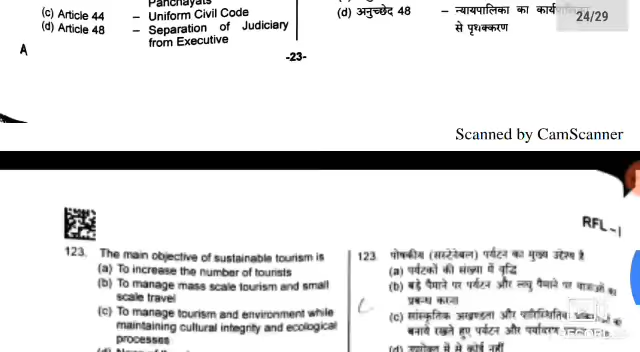 Panchayats
(c) Article 44 – Uniform Civil Code
(d) Article 48 – Separation of Judiciary
from Executive
(d) अनुच्छेद 48 – न्यायपालिका का
से पृथक्करण
24/29
A
-23-
Scanned by CamScanner
RFL-1
123. The main objective of sustainable tourism is
(a) To increase the number of tourists
(b) To manage mass scale tourism and small
scale travel
(c) To manage tourism and environment while
maintaining cultural integrity and ecological
processes
123. पोषकीय (सस्टेनेबल) पर्यटन का मुख्य उद्देश्य है
(a) पर्यटकों की संख्या में वृद्धि
(b) बड़े पैमाने पर पर्यटन और लघु पैमाने पर यात्राओं का
प्रबन्ध करना
(c) सांस्कृतिक अखण्डता और
बनाये रखते हुए पर्यटन और पर्यावरण
(d) उपरोक्त में से कोई नहीं